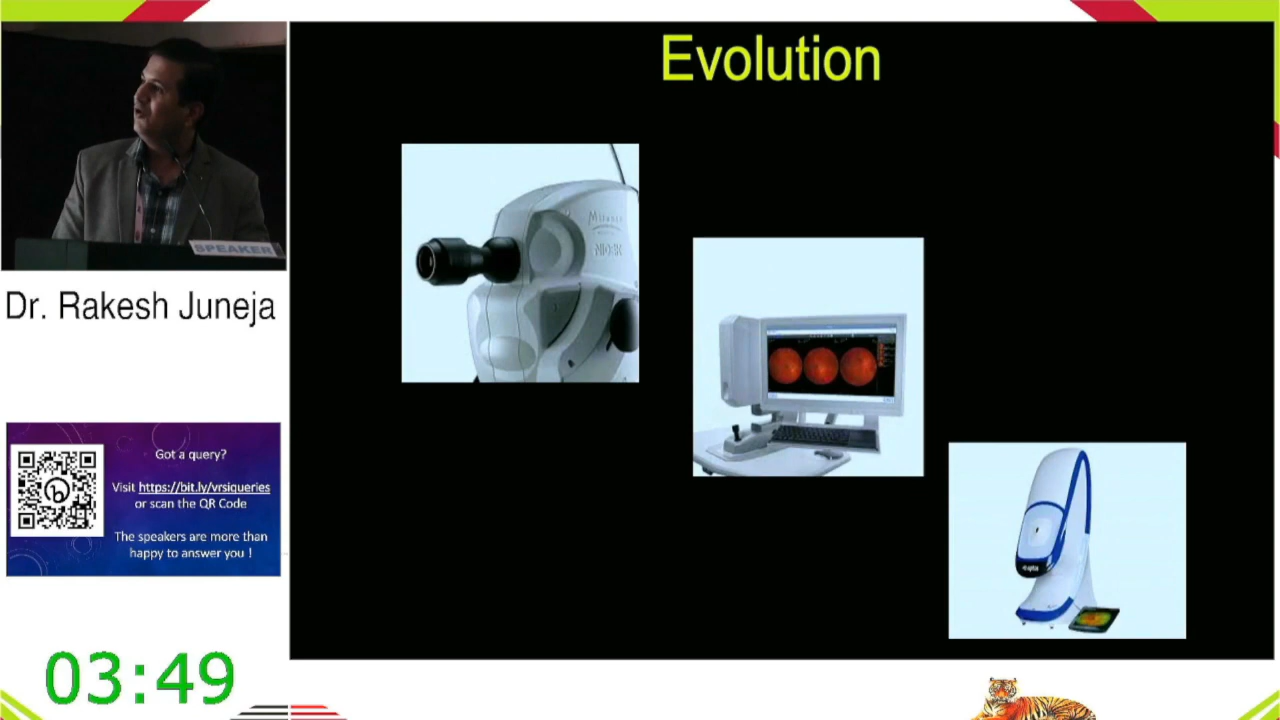 Evolution
SPEAKER
Dr. Rakesh Juneja
Got a query?
Visit https://bit.ly/vrsiqueries
or scan the QR Code
The speakers are more than
happy to answer you !
03:49